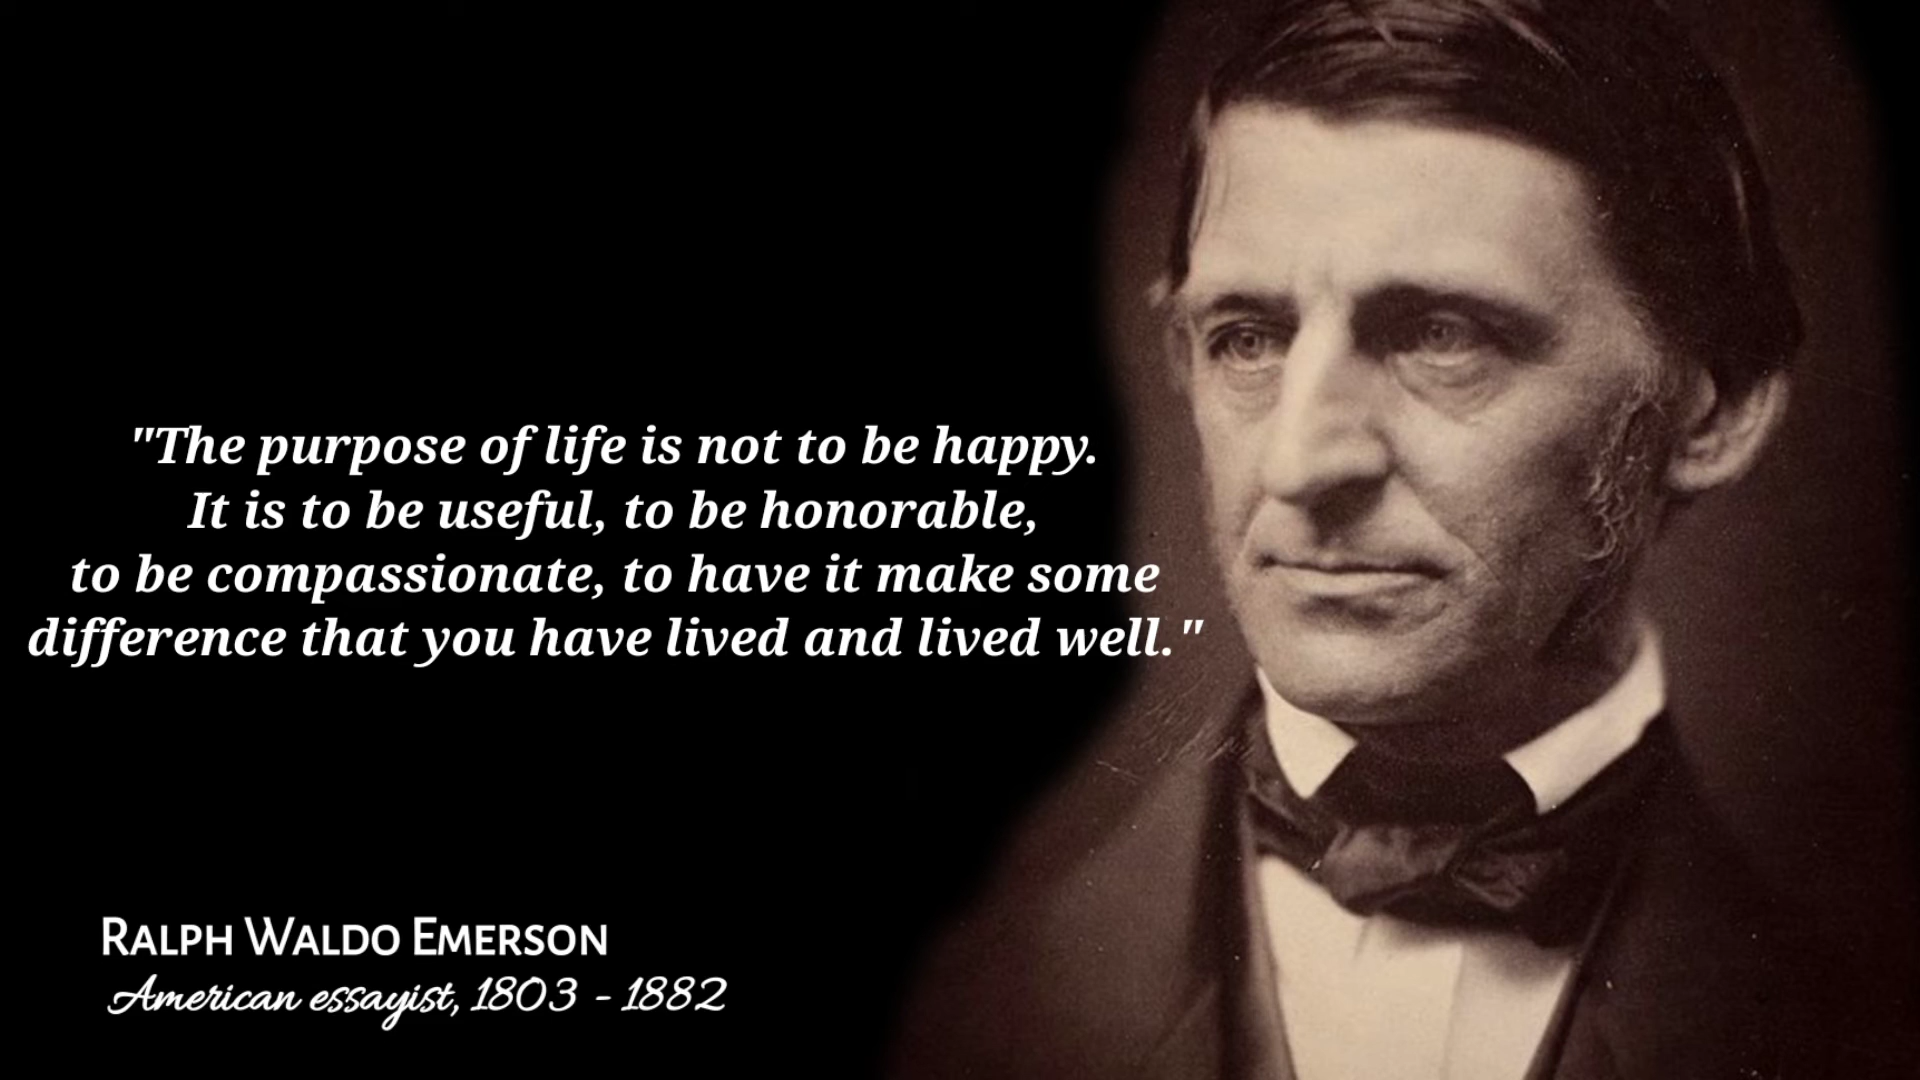 "The purpose of life is not to be happy.
It is to be useful, to be honorable,
to be compassionate, to have it make some
difference that you have lived and lived well."
Ralph Waldo Emerson
American essayist, 1803 - 1882